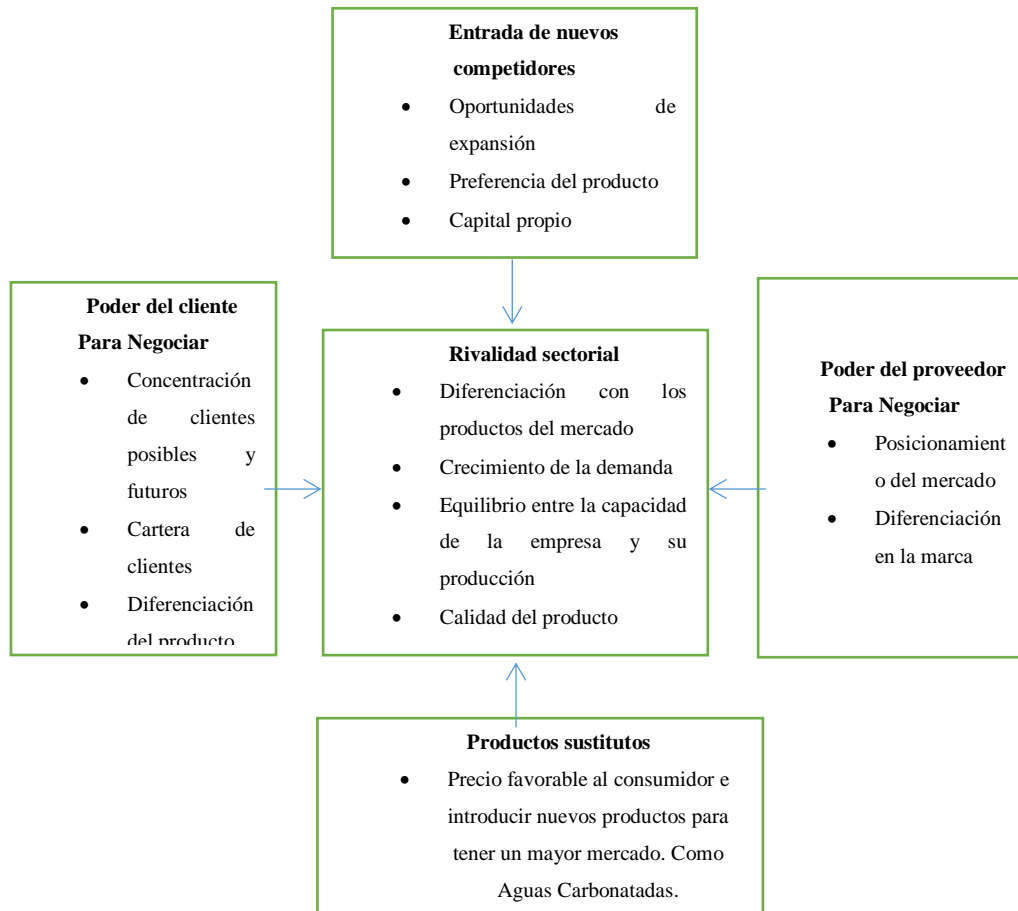 Entrada de nuevos
competidores
• Oportunidades de
expansión
• Preferencia del producto
• Capital propio
Poder del cliente
Para Negociar
• Concentración
de clientes
posibles y
futuros
• Cartera de
clientes
• Diferenciación
del producto
Rivalidad sectorial
• Diferenciación con los
productos del mercado
• Crecimiento de la demanda
• Equilibrio entre la capacidad
de la empresa y su
producción
• Calidad del producto
Poder del proveedor
Para Negociar
• Posicionamient
o del mercado
• Diferenciación
en la marca
Productos sustitutos
• Precio favorable al consumidor e
introducir nuevos productos para
tener un mayor mercado. Como
Aguas Carbonatadas.